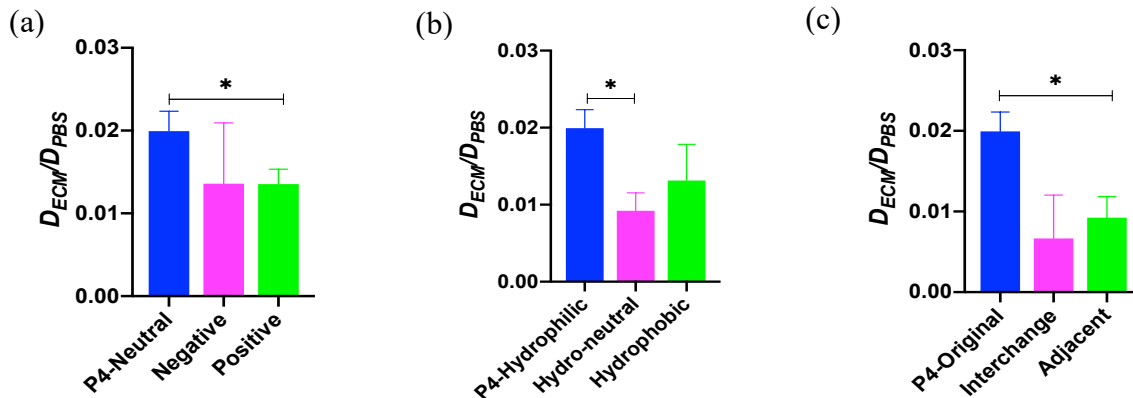 (a)
0.03
0.02
0.01
0.00
D_ECM/D_PBS
*
P4-Neutral
Negative
Positive
(b)
0.03
0.02
0.01
0.00
D_ECM/D_PBS
*
P4-Hydrophilic
Hydro-neutral
Hydrophobic
(c)
0.03
0.02
0.01
0.00
D_ECM/D_PBS
*
P4-Original
Interchange
Adjacent